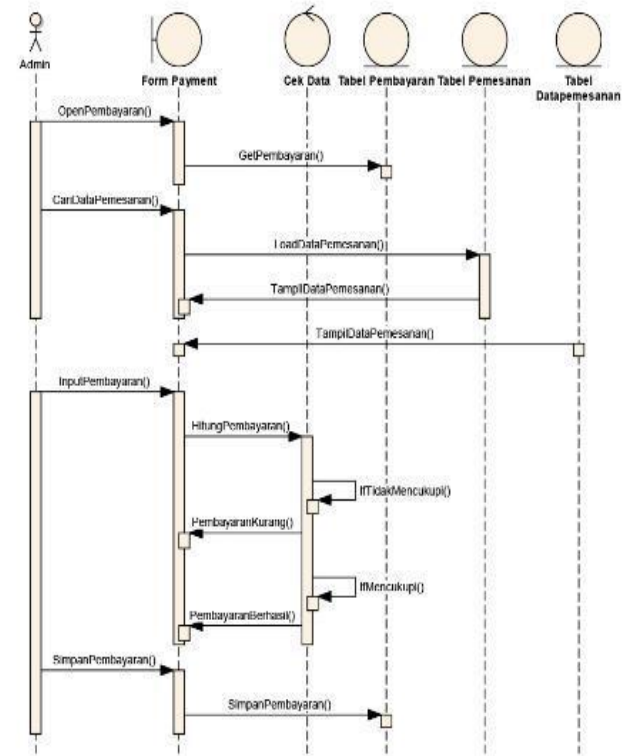 Admin
Form Payment
Cek Data
Tabel Pembayaran
Tabel Pemesanan
Tabel
Datapemesanan
OpenPembayaran()
GetPembayaran()
CariDataPemesanan()
LoadDataPemesanan()
TampilDataPemesanan()
TampilDataPemesanan()
InputPembayaran()
HitungPembayaran()
IfTidakMencukupi()
PembayaranKurang()
IfMencukupi()
PembayaranBerhasil()
SimpanPembayaran()
SimpanPembayaran()